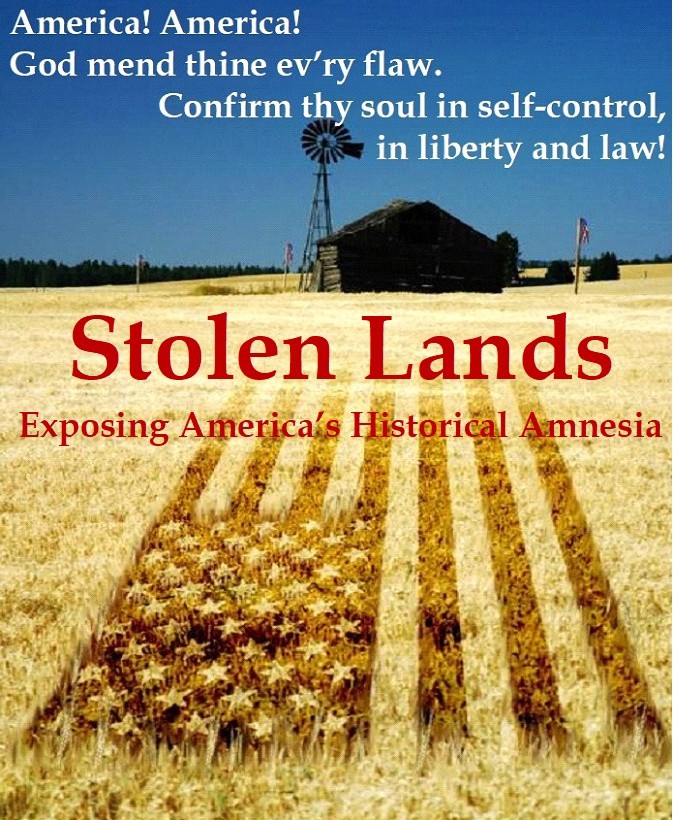 America! America!
God mend thine ev’ry flaw.
Confirm thy soul in self-control,
in liberty and law!
Stolen Lands
Exposing America’s Historical Amnesia